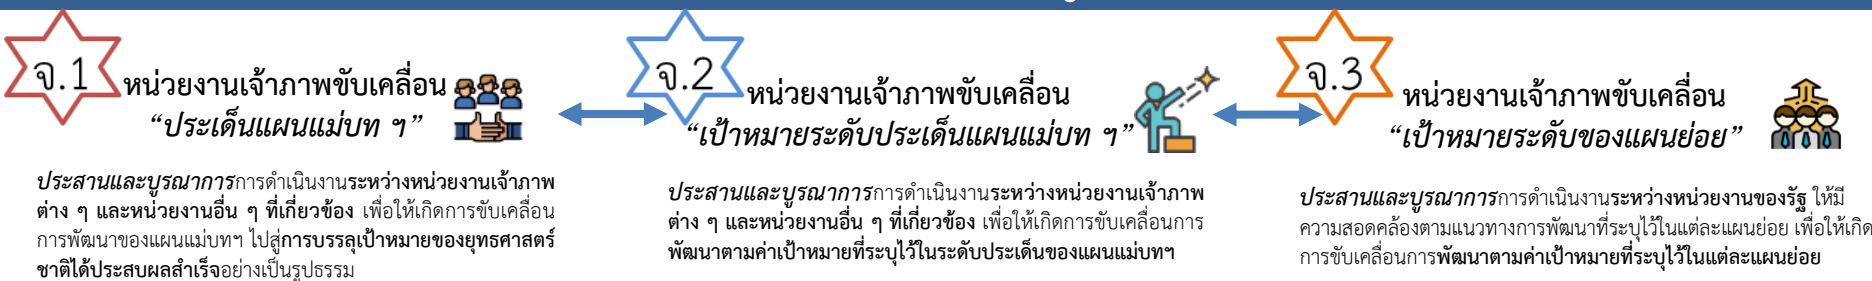 จ.1
หน่วยงานเจ้าภาพขับเคลื่อน
“ประเด็นแผนแม่บท ฯ”
ประสานและบูรณาการการดำเนินงานระหว่างหน่วยงานเจ้าภาพ
ต่าง ๆ และหน่วยงานอื่น ๆ ที่เกี่ยวข้อง เพื่อให้เกิดการขับเคลื่อน
การพัฒนาของแผนแม่บทฯ ไปสู่การบรรลุเป้าหมายของยุทธศาสตร์
ชาติได้ประสบผลสำเร็จอย่างเป็นรูปธรรม
จ.2
หน่วยงานเจ้าภาพขับเคลื่อน
“เป้าหมายระดับประเด็นแผนแม่บท ฯ”
ประสานและบูรณาการการดำเนินงานระหว่างหน่วยงานเจ้าภาพ
ต่าง ๆ และหน่วยงานอื่น ๆ ที่เกี่ยวข้อง เพื่อให้เกิดการขับเคลื่อนการ
พัฒนาตามค่าเป้าหมายที่ระบุไว้ในระดับประเด็นของแผนแม่บทฯ
จ.3
หน่วยงานเจ้าภาพขับเคลื่อน
“เป้าหมายระดับของแผนย่อย”
ประสานและบูรณาการการดำเนินงานระหว่างหน่วยงานของรัฐ ให้มี
ความสอดคล้องตามแนวทางการพัฒนาที่ระบุไว้ในแต่ละแผนย่อย เพื่อให้เกิด
การขับเคลื่อนการพัฒนาตามค่าเป้าหมายที่ระบุไว้ในแต่ละแผนย่อย